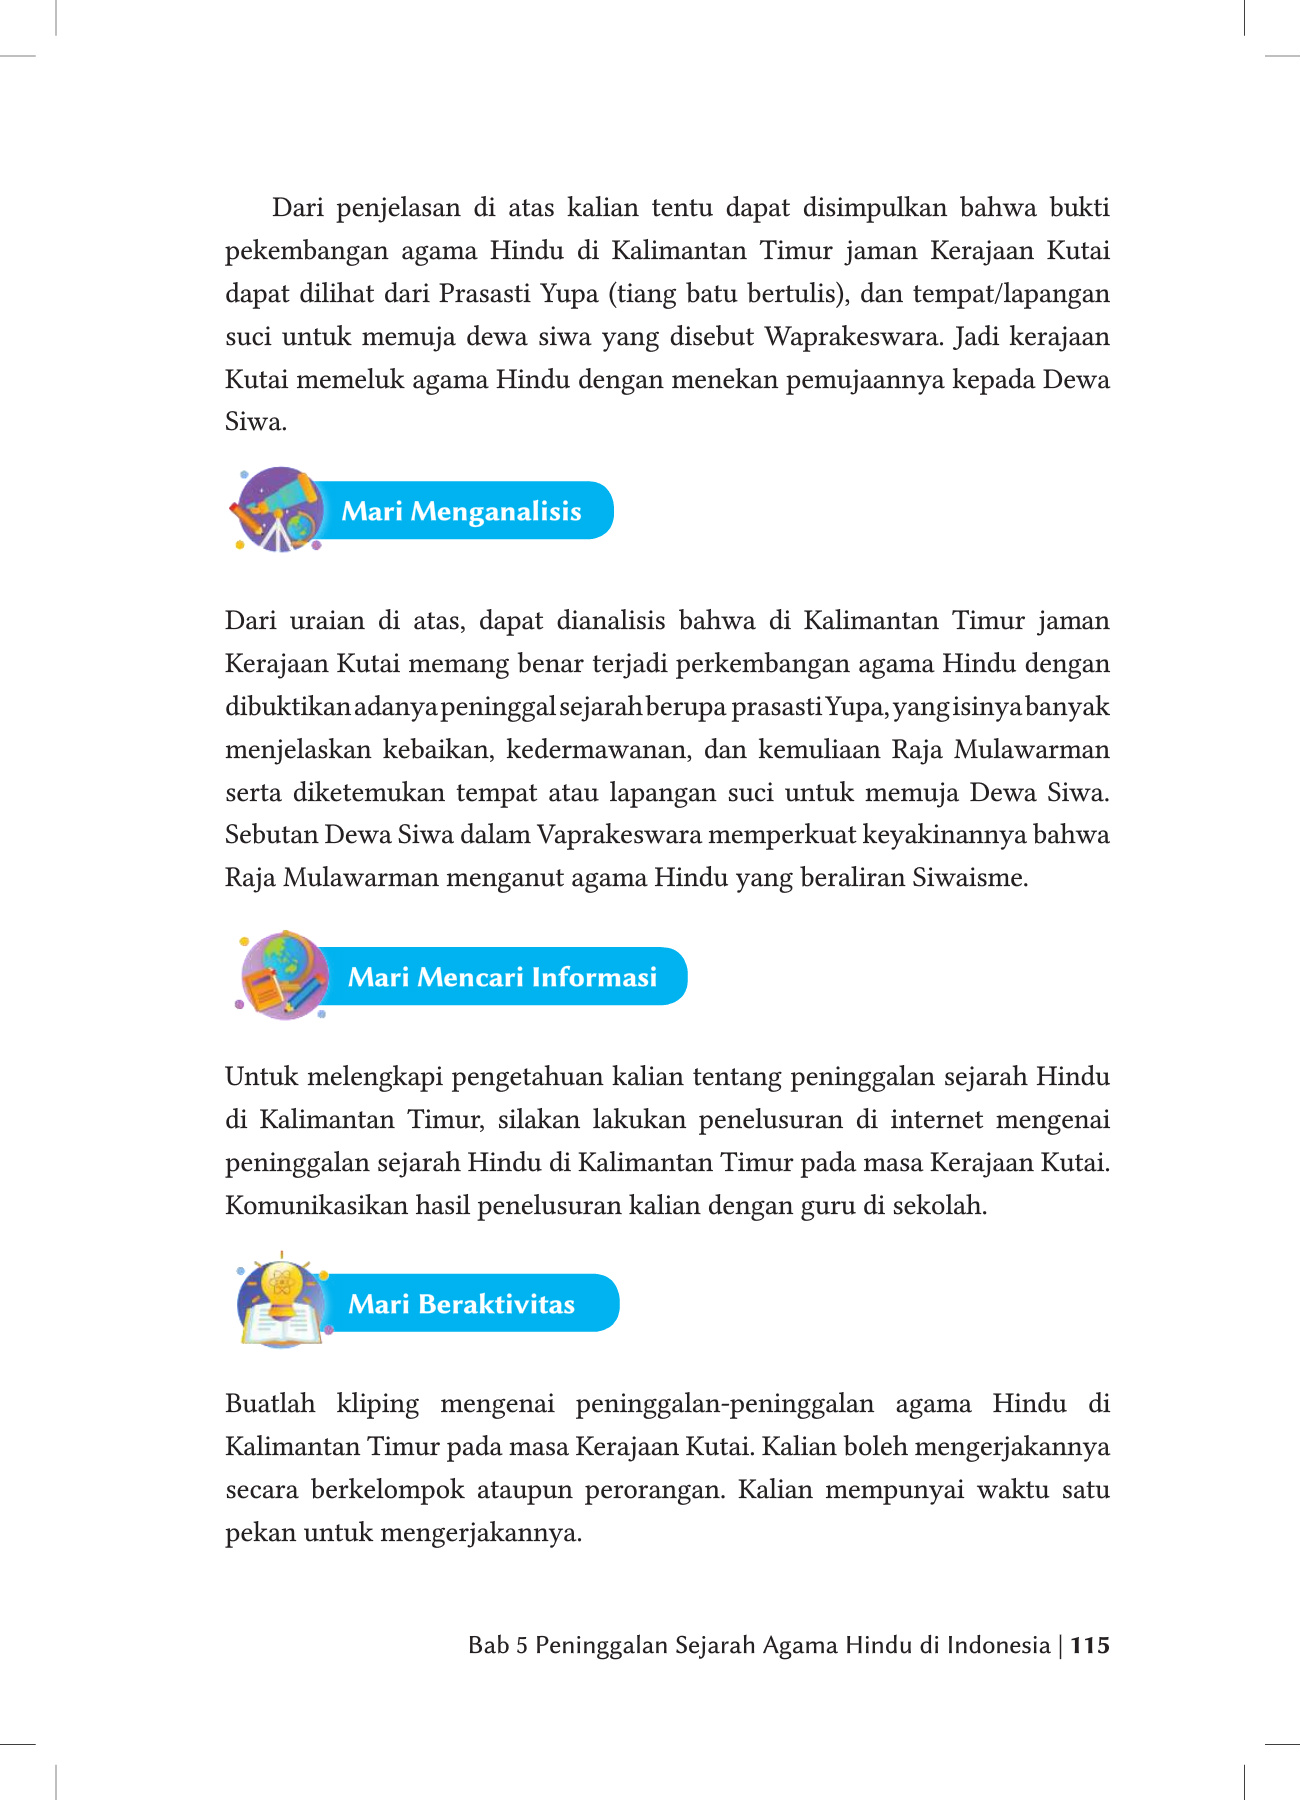 Dari penjelasan di atas kalian tentu dapat disimpulkan bahwa bukti
pekembangan agama Hindu di Kalimantan Timur jaman Kerajaan Kutai
dapat dilihat dari Prasasti Yupa (tiang batu bertulis), dan tempat/lapangan
suci untuk memuja dewa siwa yang disebut Waprakeswara. Jadi kerajaan
Kutai memeluk agama Hindu dengan menekan pemujaannya kepada Dewa
Siwa.
Mari Menganalisis
Dari uraian di atas, dapat dianalisis bahwa di Kalimantan Timur jaman
Kerajaan Kutai memang benar terjadi perkembangan agama Hindu dengan
dibuktikan adanya peninggal sejarah berupa prasasti Yupa, yang isinya banyak
menjelaskan kebaikan, kedermawanan, dan kemuliaan Raja Mulawarman
serta diketemukan tempat atau lapangan suci untuk memuja Dewa Siwa.
Sebutan Dewa Siwa dalam Vaprakeswara memperkuat keyakinannya bahwa
Raja Mulawarman menganut agama Hindu yang beraliran Siwaisme.
Mari Mencari Informasi
Untuk melengkapi pengetahuan kalian tentang peninggalan sejarah Hindu
di Kalimantan Timur, silakan lakukan penelusuran di internet mengenai
peninggalan sejarah Hindu di Kalimantan Timur pada masa Kerajaan Kutai.
Komunikasikan hasil penelusuran kalian dengan guru di sekolah.
Mari Beraktivitas
Buatlah kliping mengenai peninggalan-peninggalan agama Hindu di
Kalimantan Timur pada masa Kerajaan Kutai. Kalian boleh mengerjakannya
secara berkelompok ataupun perorangan. Kalian mempunyai waktu satu
pekan untuk mengerjakannya.
Bab 5 Peninggalan Sejarah Agama Hindu di Indonesia | 115